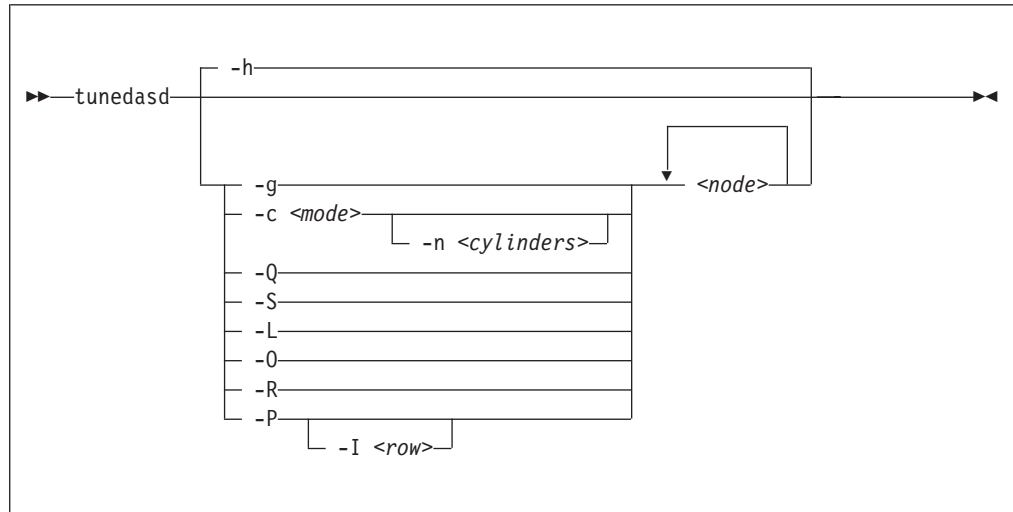 -h
tunedasd
-g <node>
-c <mode>
-n <cylinders>
-Q
-S
-L
-O
-R
-P
-I <row>